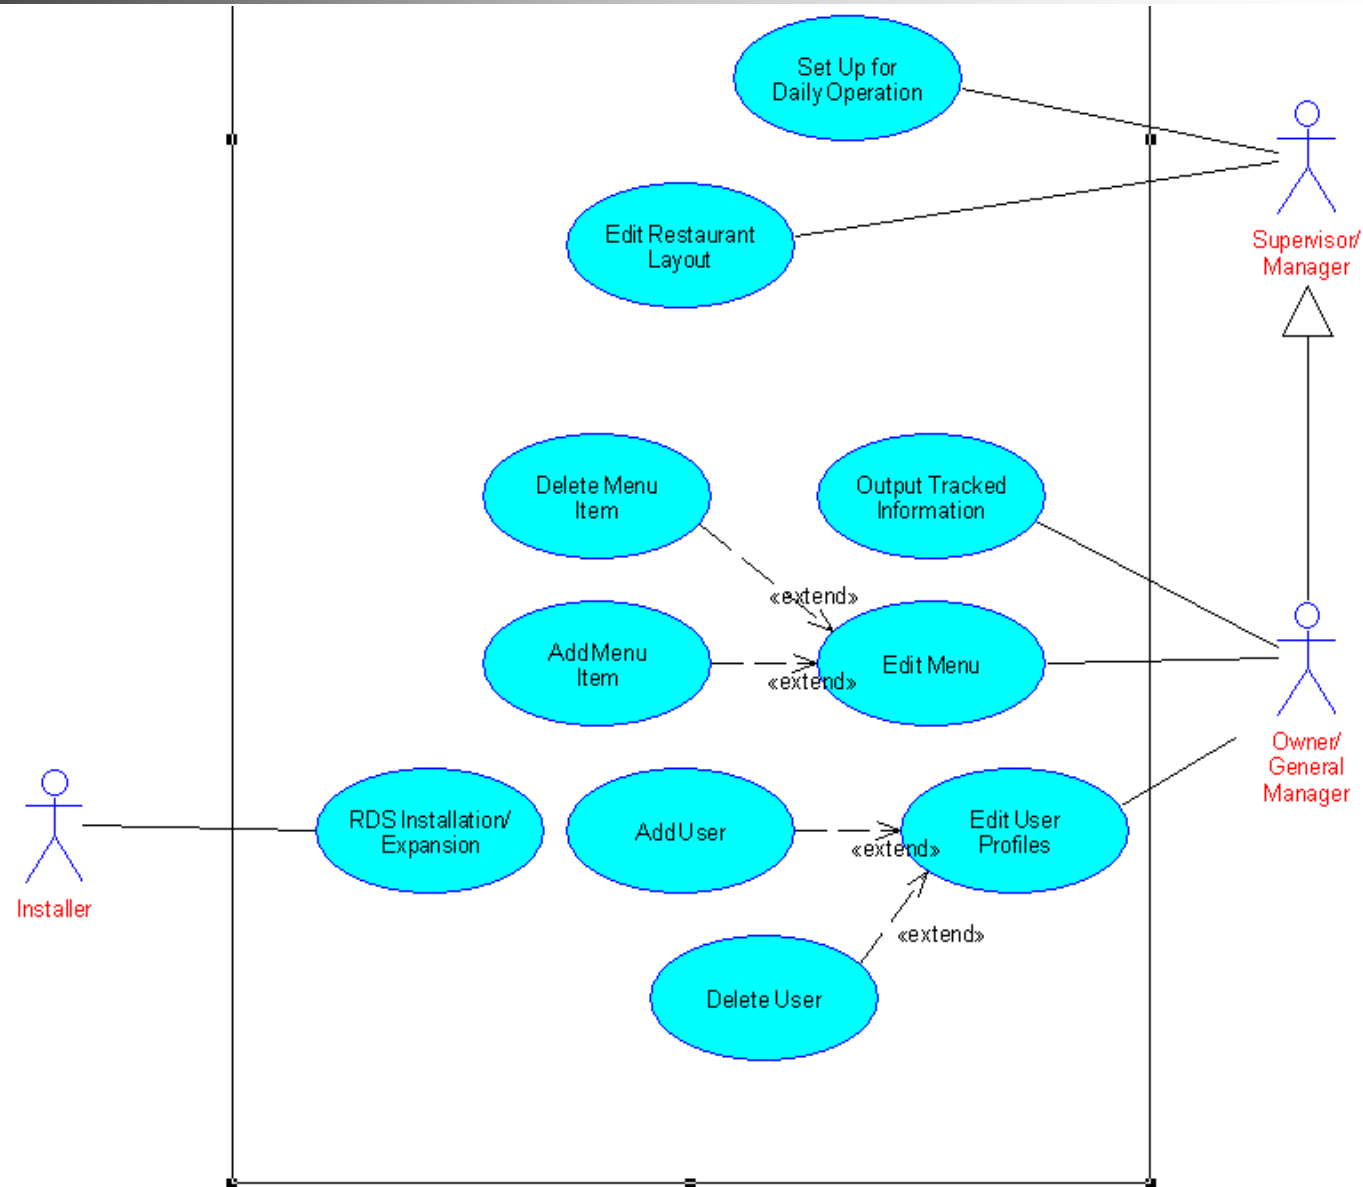 Set Up for
Daily Operation
Edit Restaurant
Layout
Supervisor/
Manager
Delete Menu
Item
Output Tracked
Information
«extend»
Add Menu
Item
Edit Menu
«extend»
Owner/
General
Manager
RDS Installation/
Expansion
Add User
Edit User
Profiles
«extend»
Installer
«extend»
Delete User